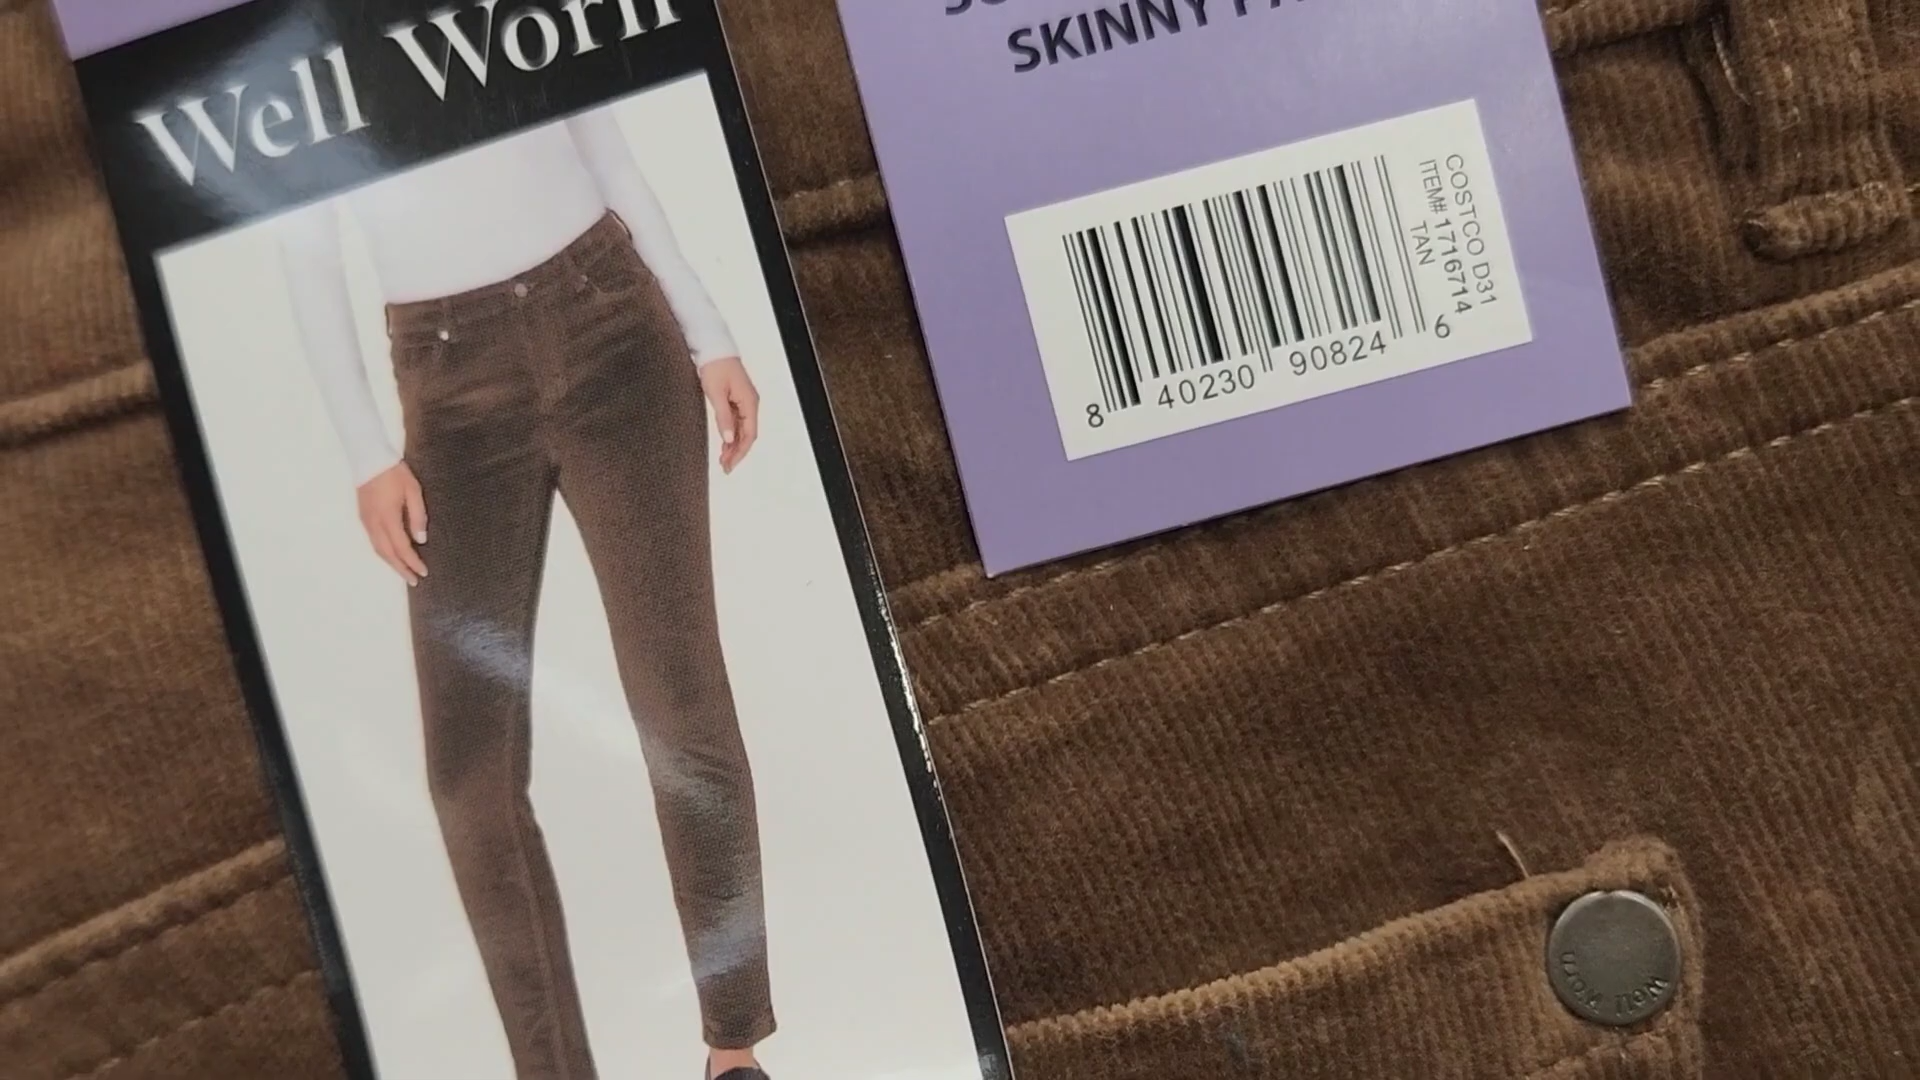 Well Worn
SKINNY
COSTCO D31
ITEM# 1716714
TAN
8 40230 90824 6
Well Worn